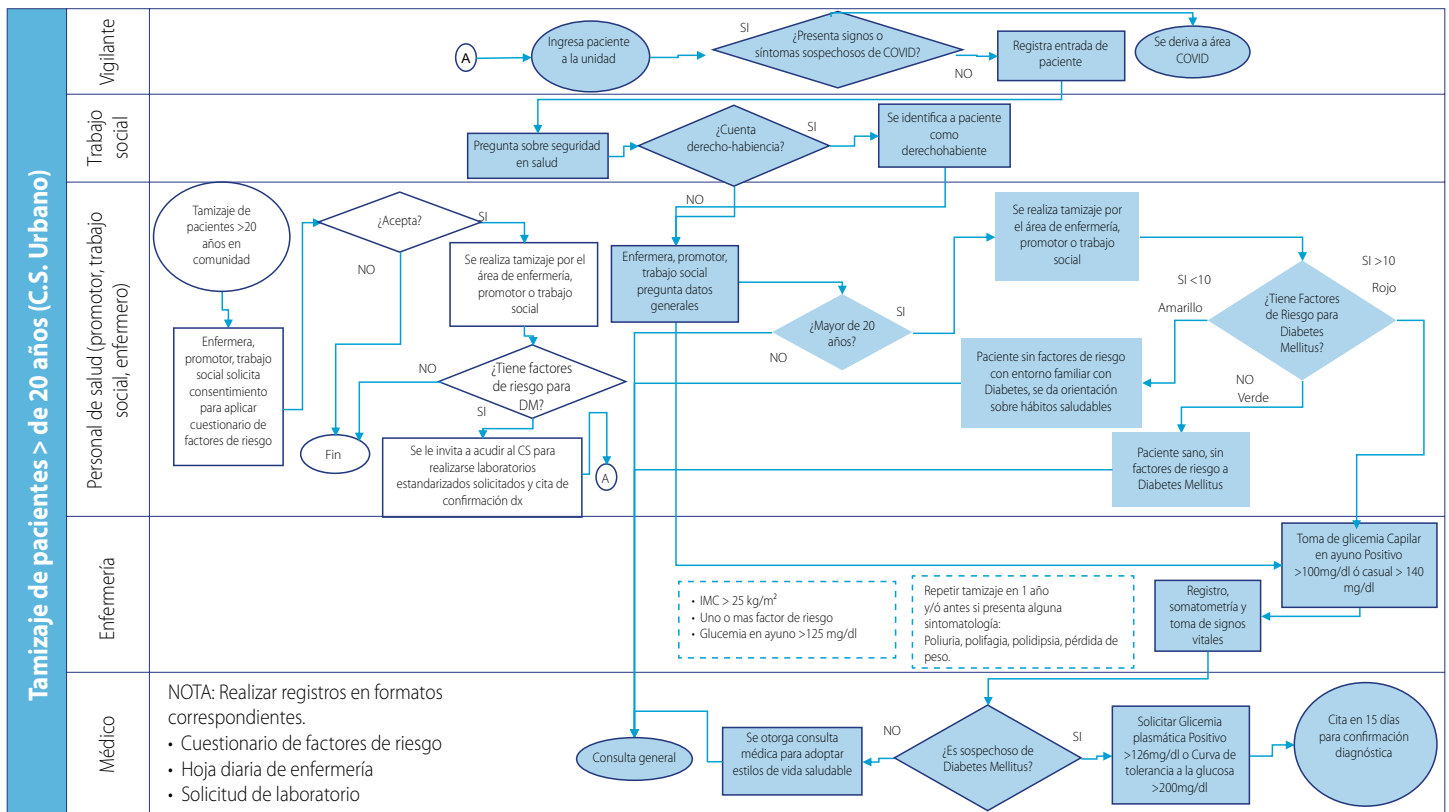 Tamizaje de pacientes > de 20 años (C.S. Urbano)
Vigilante
A
Ingresa paciente
a la unidad
SI
¿Presenta signos o
síntomas sospechosos de COVID?
NO
Registra entrada de
paciente
Se deriva a área
COVID
Trabajo
social
Pregunta sobre seguridad
en salud
¿Cuenta
derecho-habiencia?
SI
NO
Se identifica a paciente
como
derechohabiente
Personal de salud (promotor, trabajo
social, enfermero)
Tamizaje de
pacientes >20
años en
comunidad
Enfermera,
promotor, trabajo
social solicita
consentimiento
para aplicar
cuestionario de
factores de riesgo
¿Acepta?
SI
NO
Se realiza tamizaje por el
área de enfermería,
promotor o trabajo
social
NO
¿Tiene factores
de riesgo para
DM?
SI
Fin
Se le invita a acudir al CS para
realizarse laboratorios
estandarizados solicitados y cita de
confirmación dx
A
Enfermera, promotor,
trabajo social
pregunta datos
generales
¿Mayor de 20
años?
SI
NO
Se realiza tamizaje por
el área de enfermería,
promotor o trabajo
social
SI <10
Amarillo
SI >10
Rojo
¿Tiene Factores
de Riesgo para
Diabetes
Mellitus?
NO
Verde
Paciente sin factores de riesgo
con entorno familiar con
Diabetes, se da orientación
sobre hábitos saludables
Paciente sano, sin
factores de riesgo a
Diabetes Mellitus
Enfermería
• IMC > 25 kg/m²
• Uno o mas factor de riesgo
• Glucemia en ayuno >125 mg/dl
Repetir tamizaje en 1 año
y/ó antes si presenta alguna
sintomatología:
Poliuria, polifagia, polidipsia, pérdida de
peso.
Registro,
somatometría y
toma de signos
vitales
Toma de glicemia Capilar
en ayuno Positivo
>100mg/dl ó casual > 140
mg/dl
Médico
NOTA: Realizar registros en formatos
correspondientes.
• Cuestionario de factores de riesgo
• Hoja diaria de enfermería
• Solicitud de laboratorio
Consulta general
Se otorga consulta
médica para adoptar
estilos de vida saludable
NO
¿Es sospechoso de
Diabetes Mellitus?
SI
Solicitar Glicemia
plasmática Positivo
>126mg/dl o Curva de
tolerancia a la glucosa
>200mg/dl
Cita en 15 días
para confirmación
diagnóstica